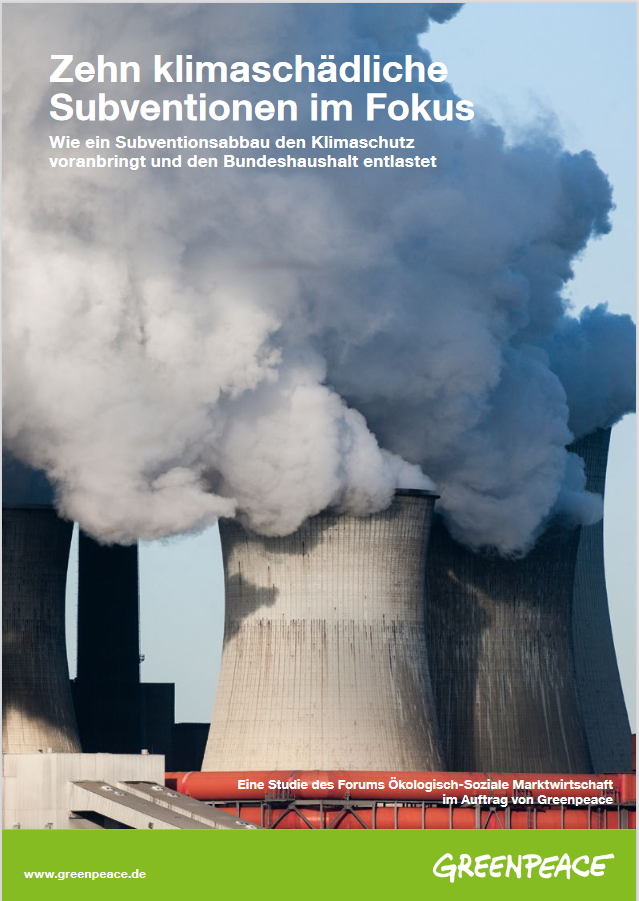 Zehn klimaschädliche
Subventionen im Fokus
Wie ein Subventionsabbau den Klimaschutz
voranbringt und den Bundeshaushalt entlastet
Eine Studie des Forums Ökologisch-Soziale Marktwirtschaft
im Auftrag von Greenpeace
www.greenpeace.de
GREENPEACE